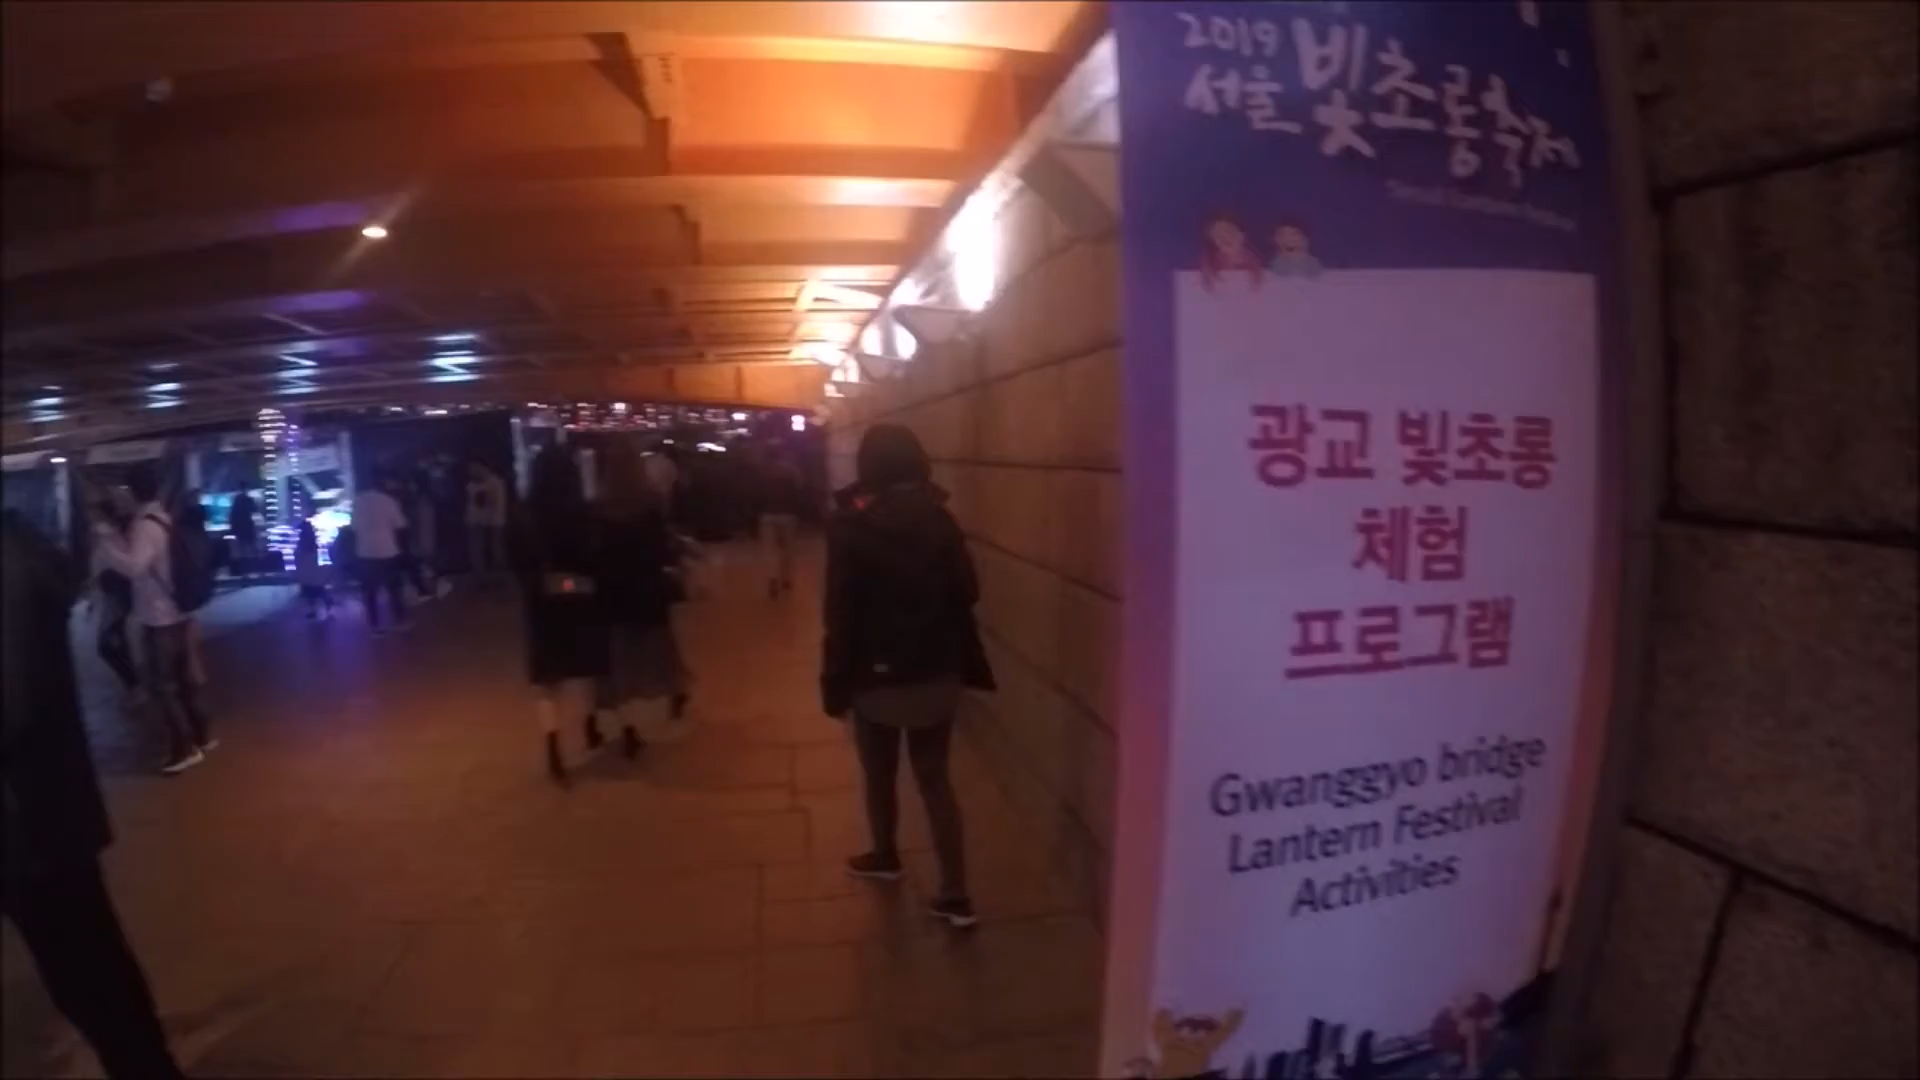 2019
서울 빛초롱축제
광교 빛초롱
체험
프로그램
Gwanggyo bridge
Lantern Festival
Activities